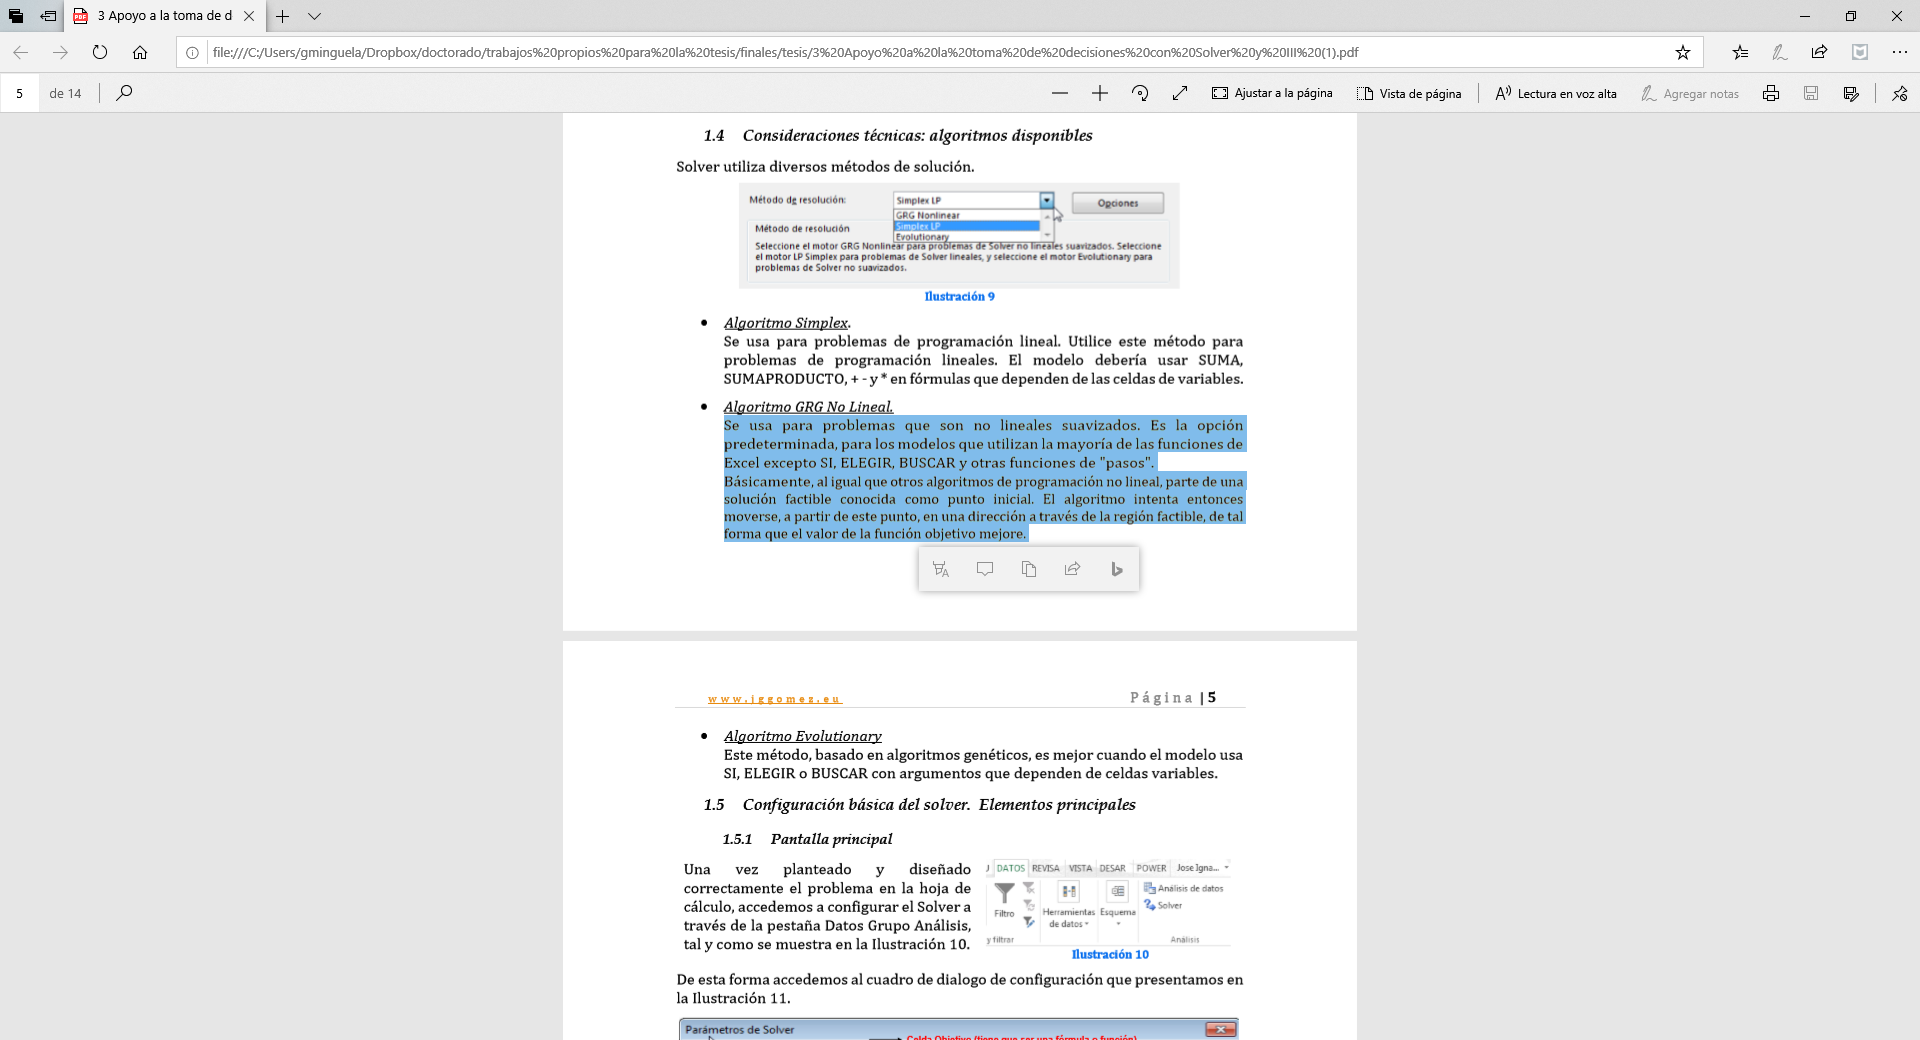 3 Apoyo a la toma de d
file:///C:/Users/gminguela/Dropbox/doctorado/trabajos%20propios%20para%20la%20tesis/finales/tesis/3%20Apoyo%20a%20la%20toma%20de%20decisiones%20con%20Solver%20y%20III%20(1).pdf
5 de 14
Ajustar a la página
Vista de página
Lectura en voz alta
Agregar notas
1.4 Consideraciones técnicas: algoritmos disponibles
Solver utiliza diversos métodos de solución.
Método de resolución:
Simplex LP
Opciones
GRG Nonlinear
Simplex LP
Evolutionary
Método de resolución
Seleccione el motor GRG Nonlinear para problemas de Solver no lineales suavizados. Seleccione
el motor LP Simplex para problemas de Solver lineales, y seleccione el motor Evolutionary para
problemas de Solver no suavizados.
Ilustración 9
• Algoritmo Simplex.
Se usa para problemas de programación lineal. Utilice este método para
problemas de programación lineales. El modelo debería usar SUMA,
SUMAPRODUCTO, + - y * en fórmulas que dependen de las celdas de variables.
• Algoritmo GRG No Lineal.
Se usa para problemas que son no lineales suavizados. Es la opción
predeterminada, para los modelos que utilizan la mayoría de las funciones de
Excel excepto SI, ELEGIR, BUSCAR y otras funciones de "pasos".
Básicamente, al igual que otros algoritmos de programación no lineal, parte de una
solución factible conocida como punto inicial. El algoritmo intenta entonces
moverse, a partir de este punto, en una dirección a través de la región factible, de tal
forma que el valor de la función objetivo mejore.
www.jggomez.eu
Página | 5
• Algoritmo Evolutionary
Este método, basado en algoritmos genéticos, es mejor cuando el modelo usa
SI, ELEGIR o BUSCAR con argumentos que dependen de celdas variables.
1.5 Configuración básica del solver. Elementos principales
1.5.1 Pantalla principal
Una vez planteado y diseñado
correctamente el problema en la hoja de
cálculo, accedemos a configurar el Solver a
través de la pestaña Datos Grupo Análisis,
tal y como se muestra en la Ilustración 10.
DATOS REVISA VISTA DESAR POWER Jose Igna...
Filtro
Herramientas
de datos
Esquema
Análisis de datos
Solver
y filtrar
Análisis
Ilustración 10
De esta forma accedemos al cuadro de dialogo de configuración que presentamos en
la Ilustración 11.
Parámetros de Solver
Celda Objetivo (tiene que ser una fórmula o función)